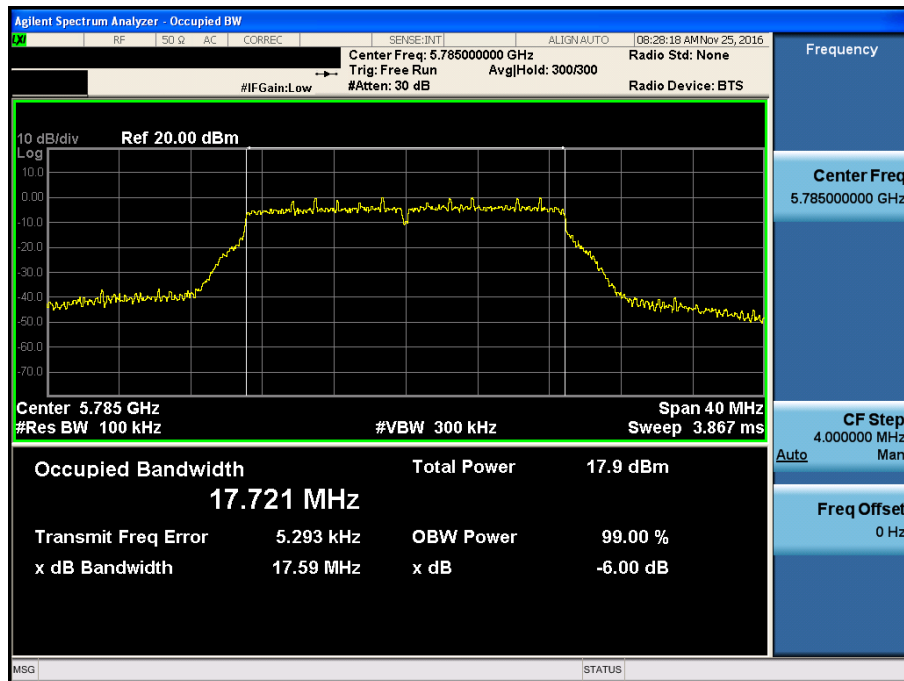 Agilent Spectrum Analyzer - Occupied BW
LXI RF 50 Ω AC CORREC SENSE:INT ALIGN AUTO 08:28:18 AM Nov 25, 2016
Center Freq: 5.785000000 GHz Radio Std: None
Trig: Free Run Avg|Hold: 300/300
#IFGain:Low #Atten: 30 dB Radio Device: BTS
10 dB/div Ref 20.00 dBm
Log
10.0
0.00
-10.0
-20.0
-30.0
-40.0
-50.0
-60.0
-70.0
Center 5.785 GHz Span 40 MHz
#Res BW 100 kHz #VBW 300 kHz Sweep 3.867 ms
Occupied Bandwidth Total Power 17.9 dBm
17.721 MHz
Transmit Freq Error 5.293 kHz OBW Power 99.00 %
x dB Bandwidth 17.59 MHz x dB -6.00 dB
MSG STATUS
Frequency
Center Freq
5.785000000 GHz
CF Step
4.000000 MHz
Auto Man
Freq Offset
0 Hz